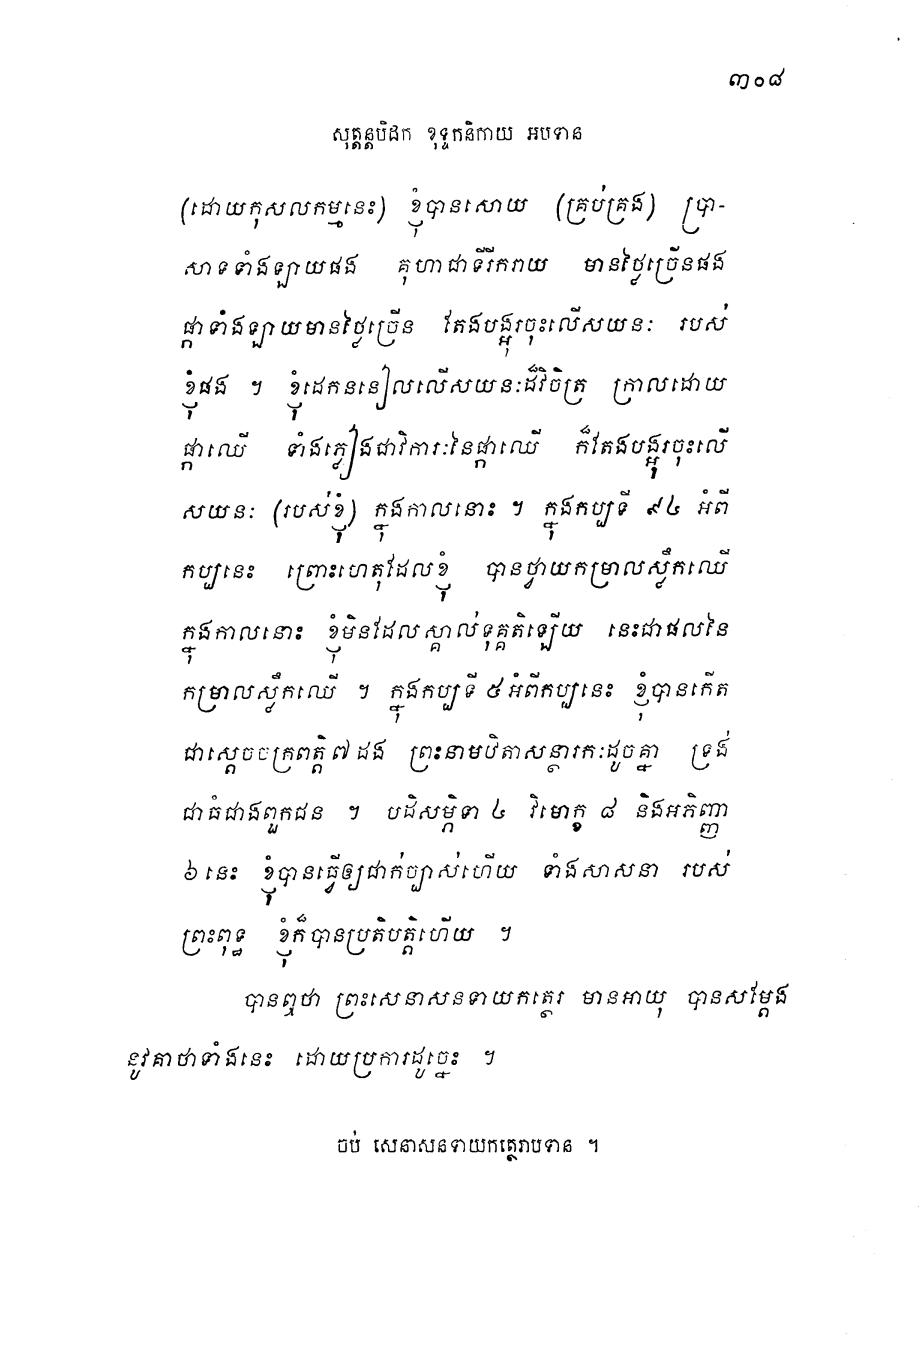 ៣០៨
សុត្តន្តបិដក ខុទ្ទកនិកាយ អបទាន
(ដោយកុសលកម្មនេះ) ខ្ញុំបានសោយ (គ្រប់គ្រង) ប្រា-
សាទទាំងឡាយផង គុហាជាទីរីករាយ មានថ្លៃច្រើនផង
ផ្កាទាំងឡាយមានថ្លៃច្រើន តែងបង្អុរចុះលើសយនៈ របស់
ខ្ញុំផង ។ ខ្ញុំដេកននៀលលើសយនៈដ៏វិចិត្រ ក្រាលដោយ
ផ្កាឈើ ទាំងភ្លៀងជាវិការៈនៃផ្កាឈើ ក៏តែងបង្អុរចុះលើ
សយនៈ (របស់ខ្ញុំ) ក្នុងកាលនោះ ។ ក្នុងកប្បទី ៩៤ អំពី
កប្បនេះ ព្រោះហេតុដែលខ្ញុំ បានថ្វាយកម្រាលស្លឹកឈើ
ក្នុងកាលនោះ ខ្ញុំមិនដែលស្គាល់ទុគ្គតិឡើយ នេះជាផលនៃ
កម្រាលស្លឹកឈើ ។ ក្នុងកប្បទី ៥ អំពីកប្បនេះ ខ្ញុំបានកើត
ជាស្តេចចក្រពត្តិ ៧ ដង ព្រះនាមឋិតាសន្ថារកៈដូចគ្នា ទ្រង់
ជាធំជាងពួកជន ។ បដិសម្ភិទា ៤ វិមោក្ខ ៨ និងអភិញ្ញា
៦ នេះ ខ្ញុំបានធ្វើឲ្យជាក់ច្បាស់ហើយ ទាំងសាសនា របស់
ព្រះពុទ្ធ ខ្ញុំក៏បានប្រតិបត្តិហើយ ។
បានឮថា ព្រះសេនាសនទាយកត្ថេរ មានអាយុ បានសម្តែង
នូវគាថាទាំងនេះ ដោយប្រការដូច្នេះ ។
ចប់ សេនាសនទាយកត្ថេរាបទាន ។